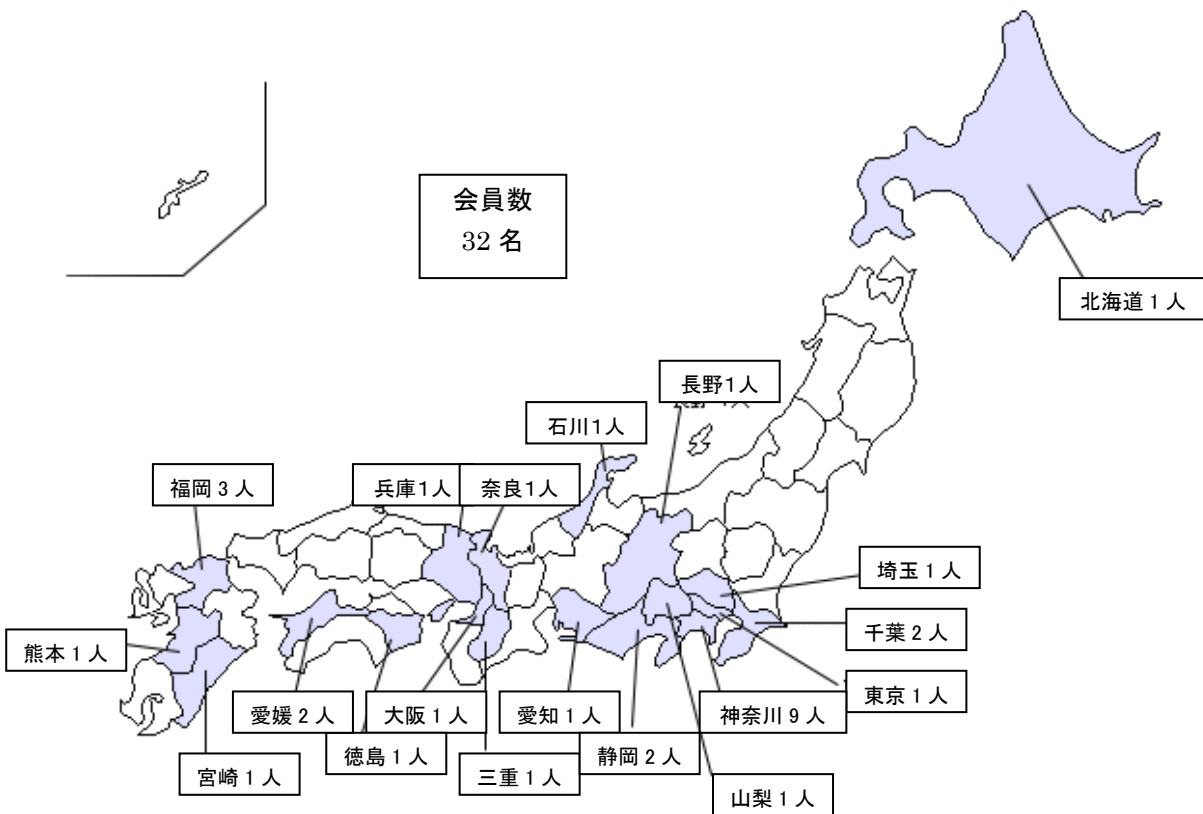 会員数
32 名
北海道 1 人
長野1人
石川1人
福岡 3 人
兵庫1人
奈良1人
埼玉 1 人
千葉 2 人
熊本 1 人
東京 1 人
愛媛 2 人
大阪 1 人
愛知 1 人
神奈川 9 人
徳島 1 人
三重 1 人
静岡 2 人
宮崎 1 人
山梨 1 人